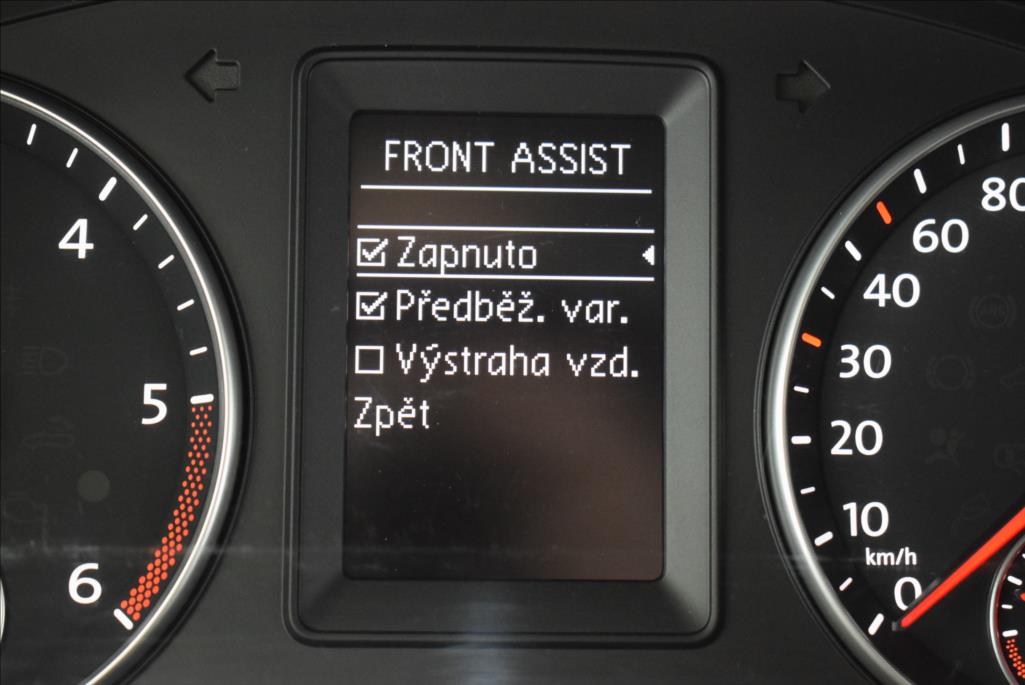 FRONT ASSIST
Zapnuto
Předběž. var.
Výstraha vzd.
Zpět
4
5
6
80
60
40
30
20
10
km/h
0